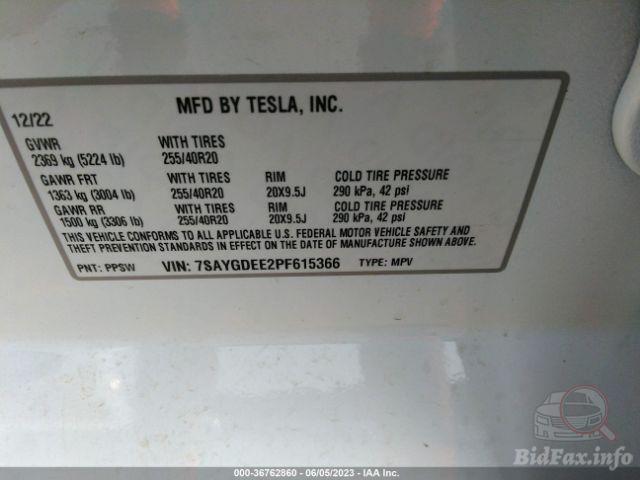 MFD BY TESLA, INC.
12/22
GVWR WITH TIRES
2369 kg (5224 lb) 255/40R20
GAWR FRT WITH TIRES RIM COLD TIRE PRESSURE
1363 kg (3004 lb) 255/40R20 20X9.5J 290 kPa, 42 psi
GAWR RR WITH TIRES RIM COLD TIRE PRESSURE
1500 kg (3306 lb) 255/40R20 20X9.5J 290 kPa, 42 psi
THIS VEHICLE CONFORMS TO ALL APPLICABLE U.S. FEDERAL MOTOR VEHICLE SAFETY AND
THEFT PREVENTION STANDARDS IN EFFECT ON THE DATE OF MANUFACTURE SHOWN ABOVE.
PNT: PPSW VIN: 7SAYGDEE2PF615366 TYPE: MPV
BidFax.info
000-36762860 - 06/05/2023 - IAA Inc.